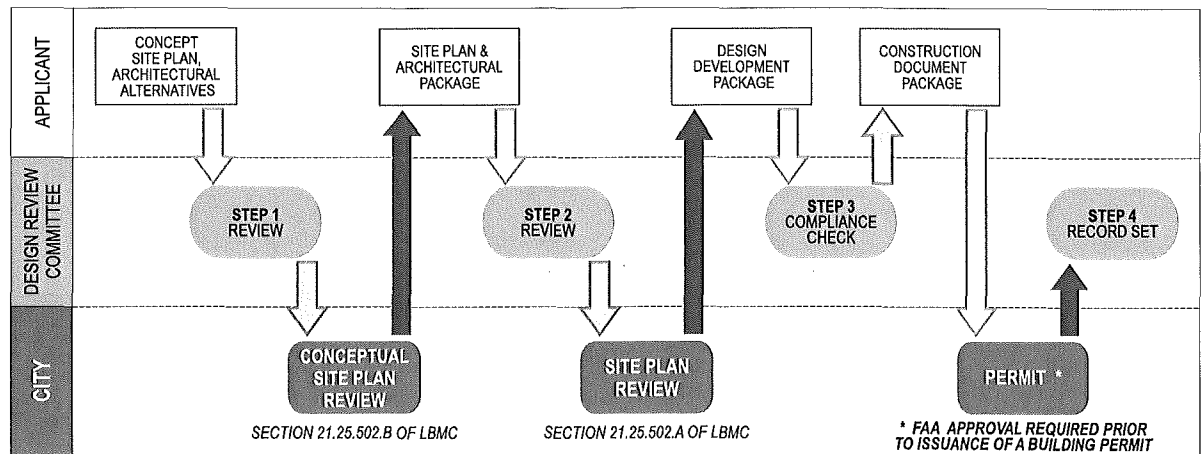 APPLICANT
CONCEPT
SITE PLAN,
ARCHITECTURAL
ALTERNATIVES
SITE PLAN &
ARCHITECTURAL
PACKAGE
DESIGN
DEVELOPMENT
PACKAGE
CONSTRUCTION
DOCUMENT
PACKAGE
DESIGN REVIEW
COMMITTEE
STEP 1
REVIEW
STEP 2
REVIEW
STEP 3
COMPLIANCE
CHECK
STEP 4
RECORD SET
CITY
CONCEPTUAL
SITE PLAN
REVIEW
SECTION 21.25.502.B OF LBMC
SITE PLAN
REVIEW
SECTION 21.25.502.A OF LBMC
PERMIT *
* FAA APPROVAL REQUIRED PRIOR
TO ISSUANCE OF A BUILDING PERMIT